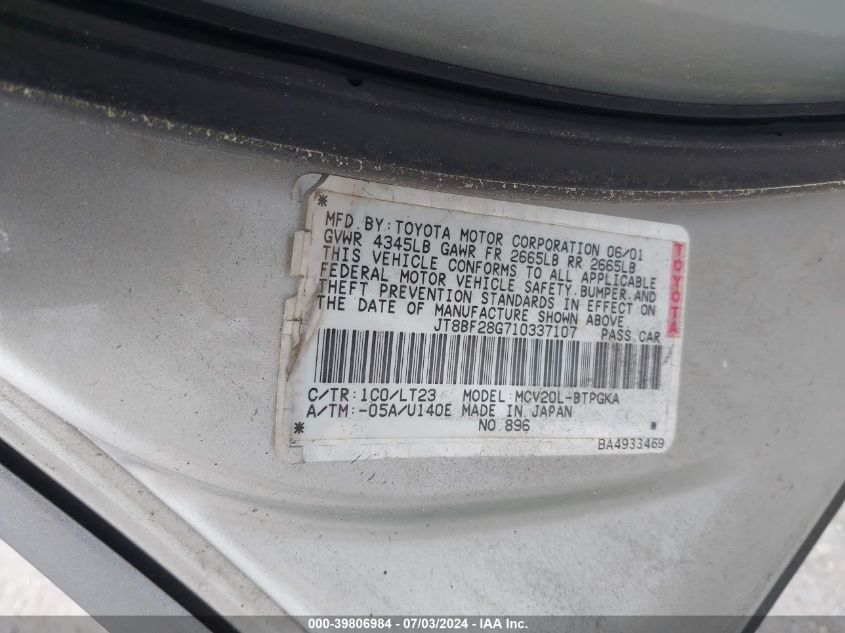 *
MFD. BY: TOYOTA MOTOR CORPORATION 06/01
GVWR 4345LB GAWR FR 2665LB RR 2665LB
THIS VEHICLE CONFORMS TO ALL APPLICABLE
FEDERAL MOTOR VEHICLE SAFETY, BUMPER, AND
THEFT PREVENTION STANDARDS IN EFFECT ON
THE DATE OF MANUFACTURE SHOWN ABOVE.
JT8BF28G710337107 PASS. CAR
TOYOTA
C/TR: 1C0/LT23 MODEL: MCV20L-BTPGKA
A/TM: -05A/U140E MADE IN JAPAN
* NO. 896 *
BA4933469
000-39806984 - 07/03/2024 - IAA Inc.